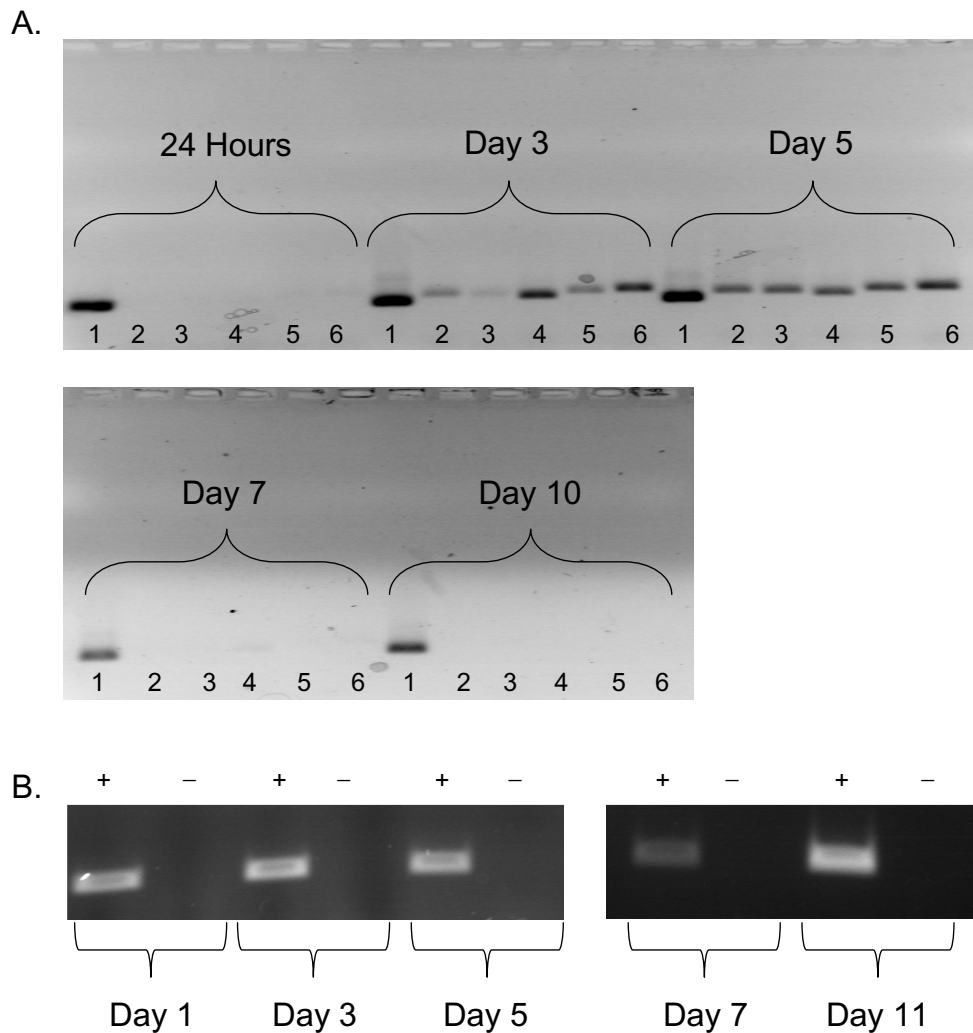 A.
24 Hours Day 3 Day 5
1 2 3 4 5 6 1 2 3 4 5 6 1 2 3 4 5 6
Day 7 Day 10
1 2 3 4 5 6 1 2 3 4 5 6
B. + – + – + – + – + –
Day 1 Day 3 Day 5 Day 7 Day 11